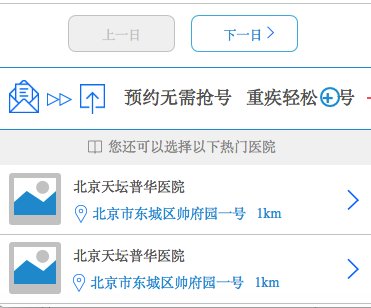 上一日 下一日
预约无需抢号 重疾轻松 号
您还可以选择以下热门医院
北京天坛普华医院
北京市东城区帅府园一号 1km
北京天坛普华医院
北京市东城区帅府园一号 1km